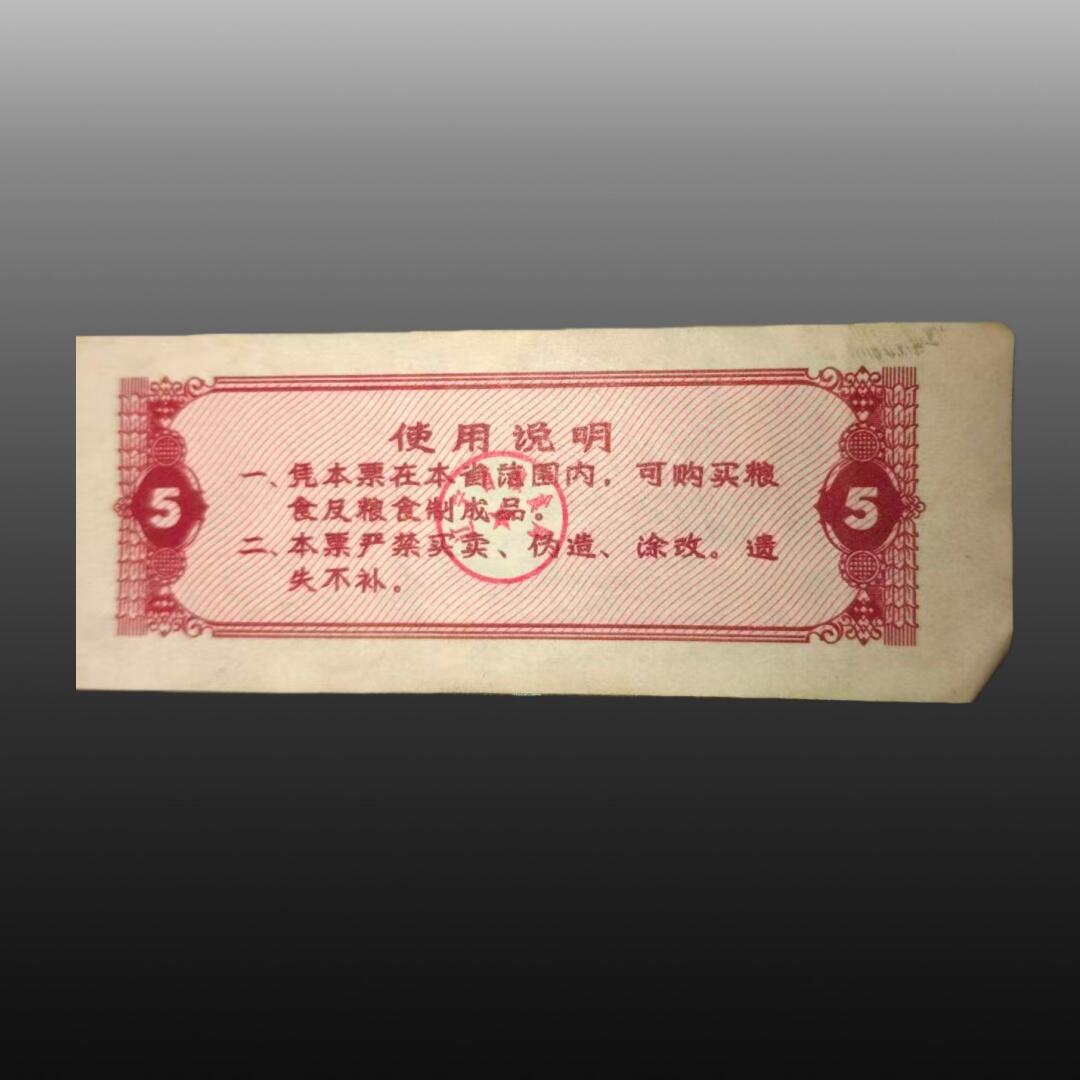 使用说明
一、凭本票在本省范围内，可购买粮
食及粮食制成品。
二、本票严禁买卖、伪造、涂改。遗
失不补。
5
5